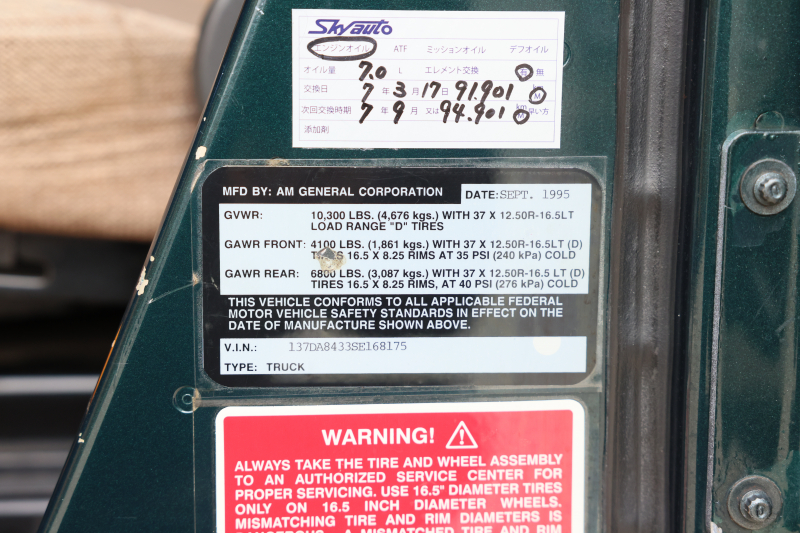 Skyauto
エンジンオイル ATF ミッションオイル デフオイル
オイル量 7.0 L エレメント交換 有 無
交換日 7 年 3 月 17 日 91.901 M
次回交換時期 7 年 9 月 又は 94.901 km 早い方
添加剤
MFD BY: AM GENERAL CORPORATION DATE: SEPT. 1995
GVWR: 10,300 LBS. (4,676 kgs.) WITH 37 X 12.50R-16.5LT
LOAD RANGE "D" TIRES
GAWR FRONT: 4100 LBS. (1,861 kgs.) WITH 37 X 12.50R-16.5LT (D)
TIRES 16.5 X 8.25 RIMS, AT 35 PSI (240 kPa) COLD
GAWR REAR: 6800 LBS. (3,087 kgs.) WITH 37 X 12.50R-16.5 LT (D)
TIRES 16.5 X 8.25 RIMS, AT 40 PSI (276 kPa) COLD
THIS VEHICLE CONFORMS TO ALL APPLICABLE FEDERAL
MOTOR VEHICLE SAFETY STANDARDS IN EFFECT ON THE
DATE OF MANUFACTURE SHOWN ABOVE.
V.I.N.: 137DA8433SE168175
TYPE: TRUCK
WARNING!
ALWAYS TAKE THE TIRE AND WHEEL ASSEMBLY
TO AN AUTHORIZED SERVICE CENTER FOR
PROPER SERVICING. USE 16.5" DIAMETER TIRES
ONLY ON 16.5 INCH DIAMETER WHEELS.
MISMATCHING TIRE AND RIM DIAMETERS IS
DANGEROUS. A MISMATCHED TIRE AND RIM